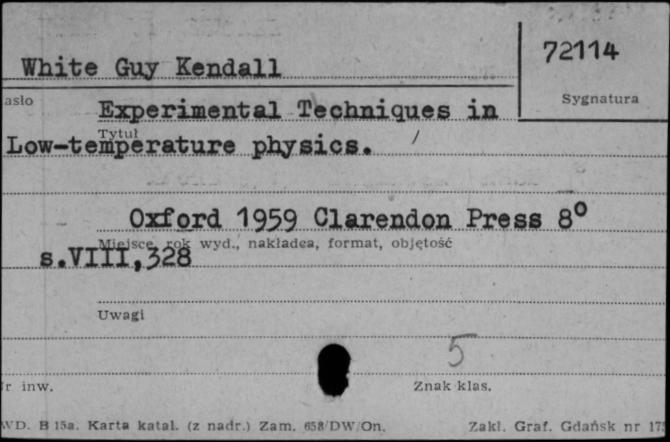 72114
White Guy Kendall
asło
Sygnatura
Experimental Techniques in
Tytuł
Low-temperature physics.
Oxford 1959 Clarendon Press 8°
Miejsce, rok wyd., nakładca, format, objętość
s.VIII,328
Uwagi
5
r inw.
Znak klas.
WD. B 15a. Karta katal. (z nadr.) Zam. 658/DW/On.
Zakl. Graf. Gdańsk nr 17